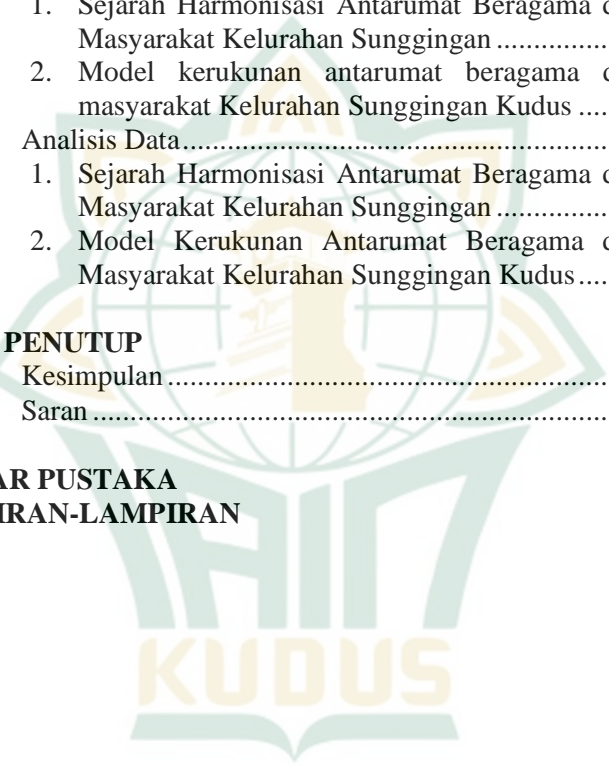 1. Sejarah Harmonisasi Antarumat Beragama d
Masyarakat Kelurahan Sunggingan ..................
2. Model kerukunan antarumat beragama d
masyarakat Kelurahan Sunggingan Kudus .....
Analisis Data.......................................................................
1. Sejarah Harmonisasi Antarumat Beragama d
Masyarakat Kelurahan Sunggingan ..................
2. Model Kerukunan Antarumat Beragama d
Masyarakat Kelurahan Sunggingan Kudus.....
PENUTUP
Kesimpulan .........................................................................
Saran .....................................................................................
AR PUSTAKA
IRAN-LAMPIRAN
IAIN
KUDUS